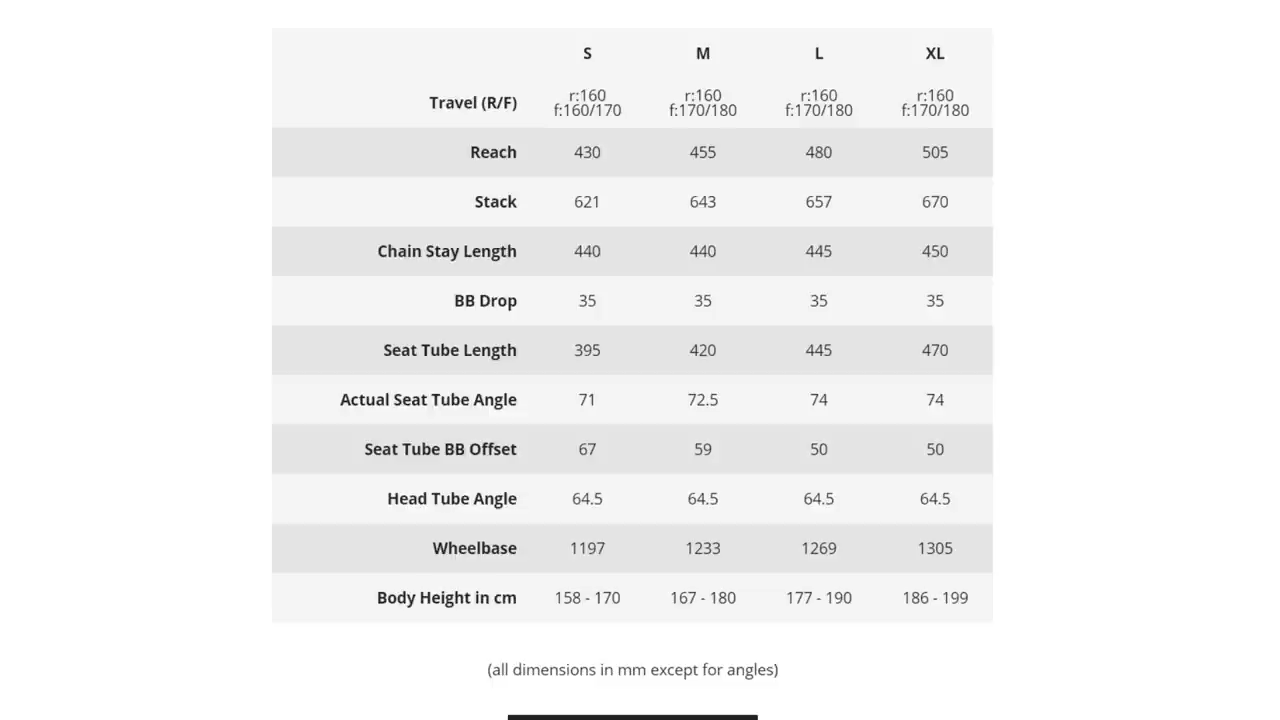 S M L XL
Travel (R/F) r:160 f:160/170 r:160 f:170/180 r:160 f:170/180 r:160 f:170/180
Reach 430 455 480 505
Stack 621 643 657 670
Chain Stay Length 440 440 445 450
BB Drop 35 35 35 35
Seat Tube Length 395 420 445 470
Actual Seat Tube Angle 71 72.5 74 74
Seat Tube BB Offset 67 59 50 50
Head Tube Angle 64.5 64.5 64.5 64.5
Wheelbase 1197 1233 1269 1305
Body Height in cm 158 - 170 167 - 180 177 - 190 186 - 199
(all dimensions in mm except for angles)